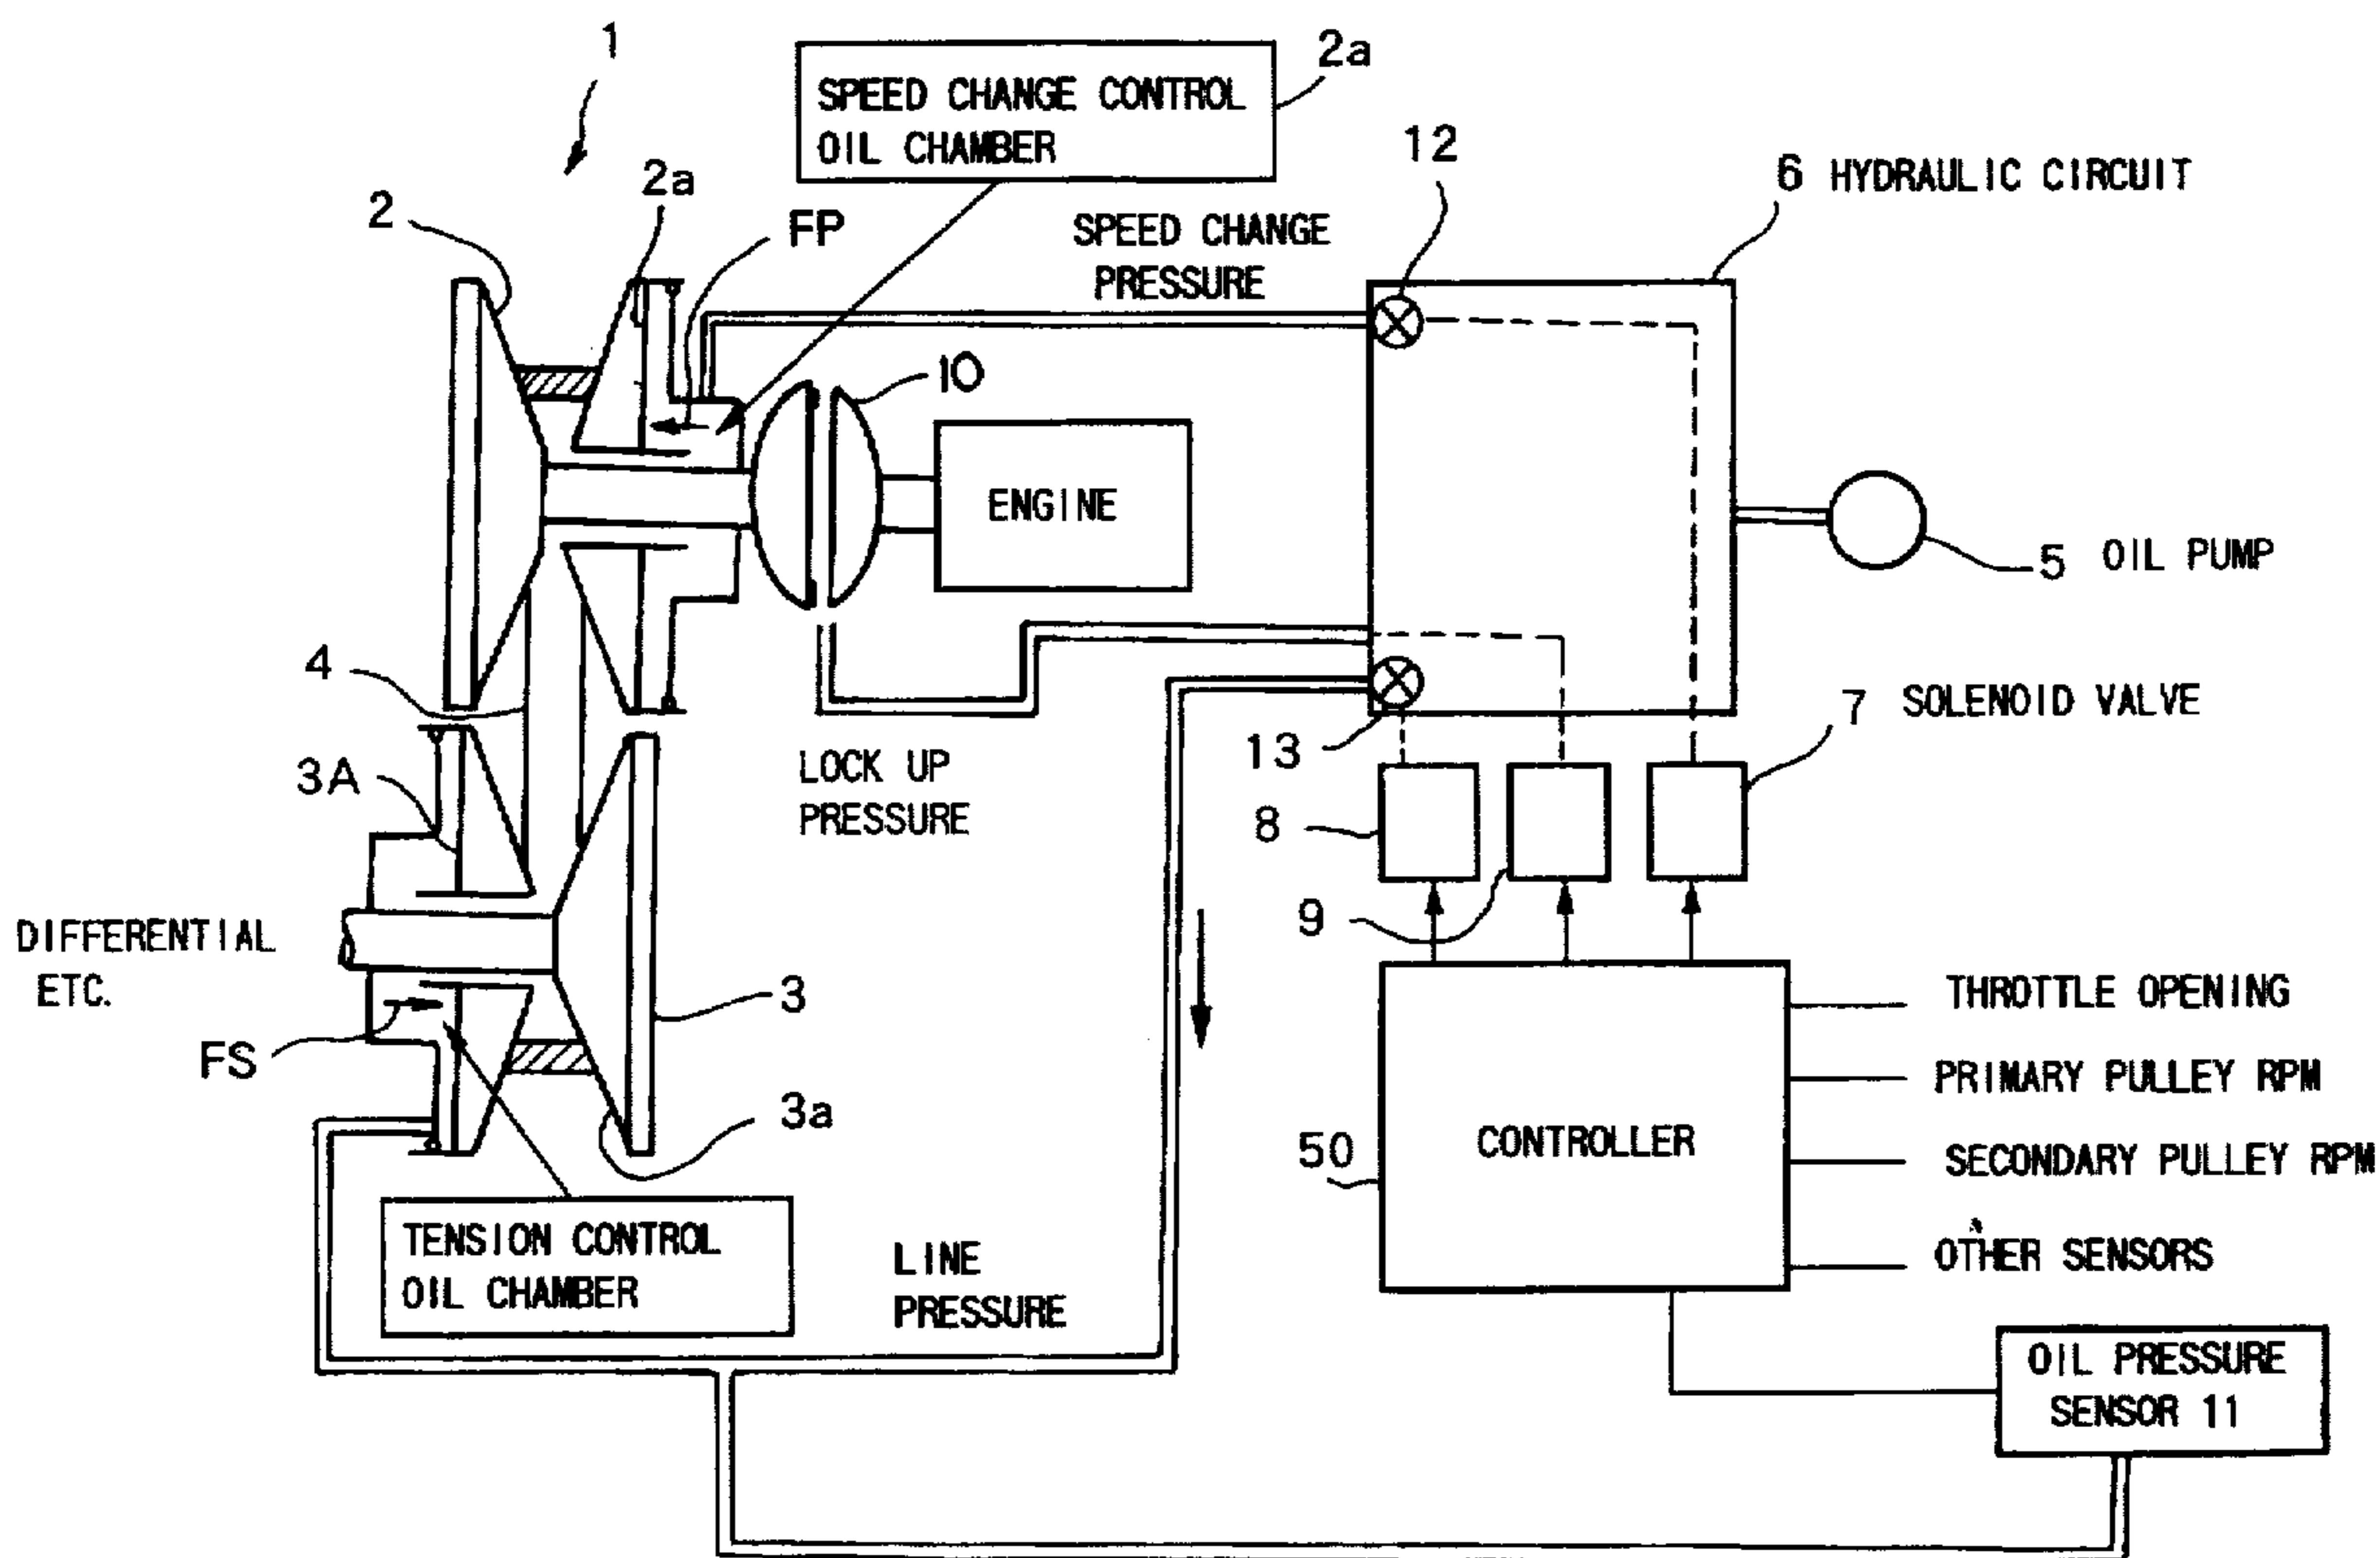 1
SPEED CHANGE CONTROL
OIL CHAMBER
2a
2
2a
FP
SPEED CHANGE
PRESSURE
12
6 HYDRAULIC CIRCUIT
10
ENGINE
5 OIL PUMP
4
3A
LOCK UP
PRESSURE
13
7 SOLENOID VALVE
8
9
DIFFERENTIAL
ETC.
3
FS
3a
50
CONTROLLER
THROTTLE OPENING
PRIMARY PULLEY RPM
SECONDARY PULLEY RPM
OTHER SENSORS
TENSION CONTROL
OIL CHAMBER
LINE
PRESSURE
OIL PRESSURE
SENSOR 11